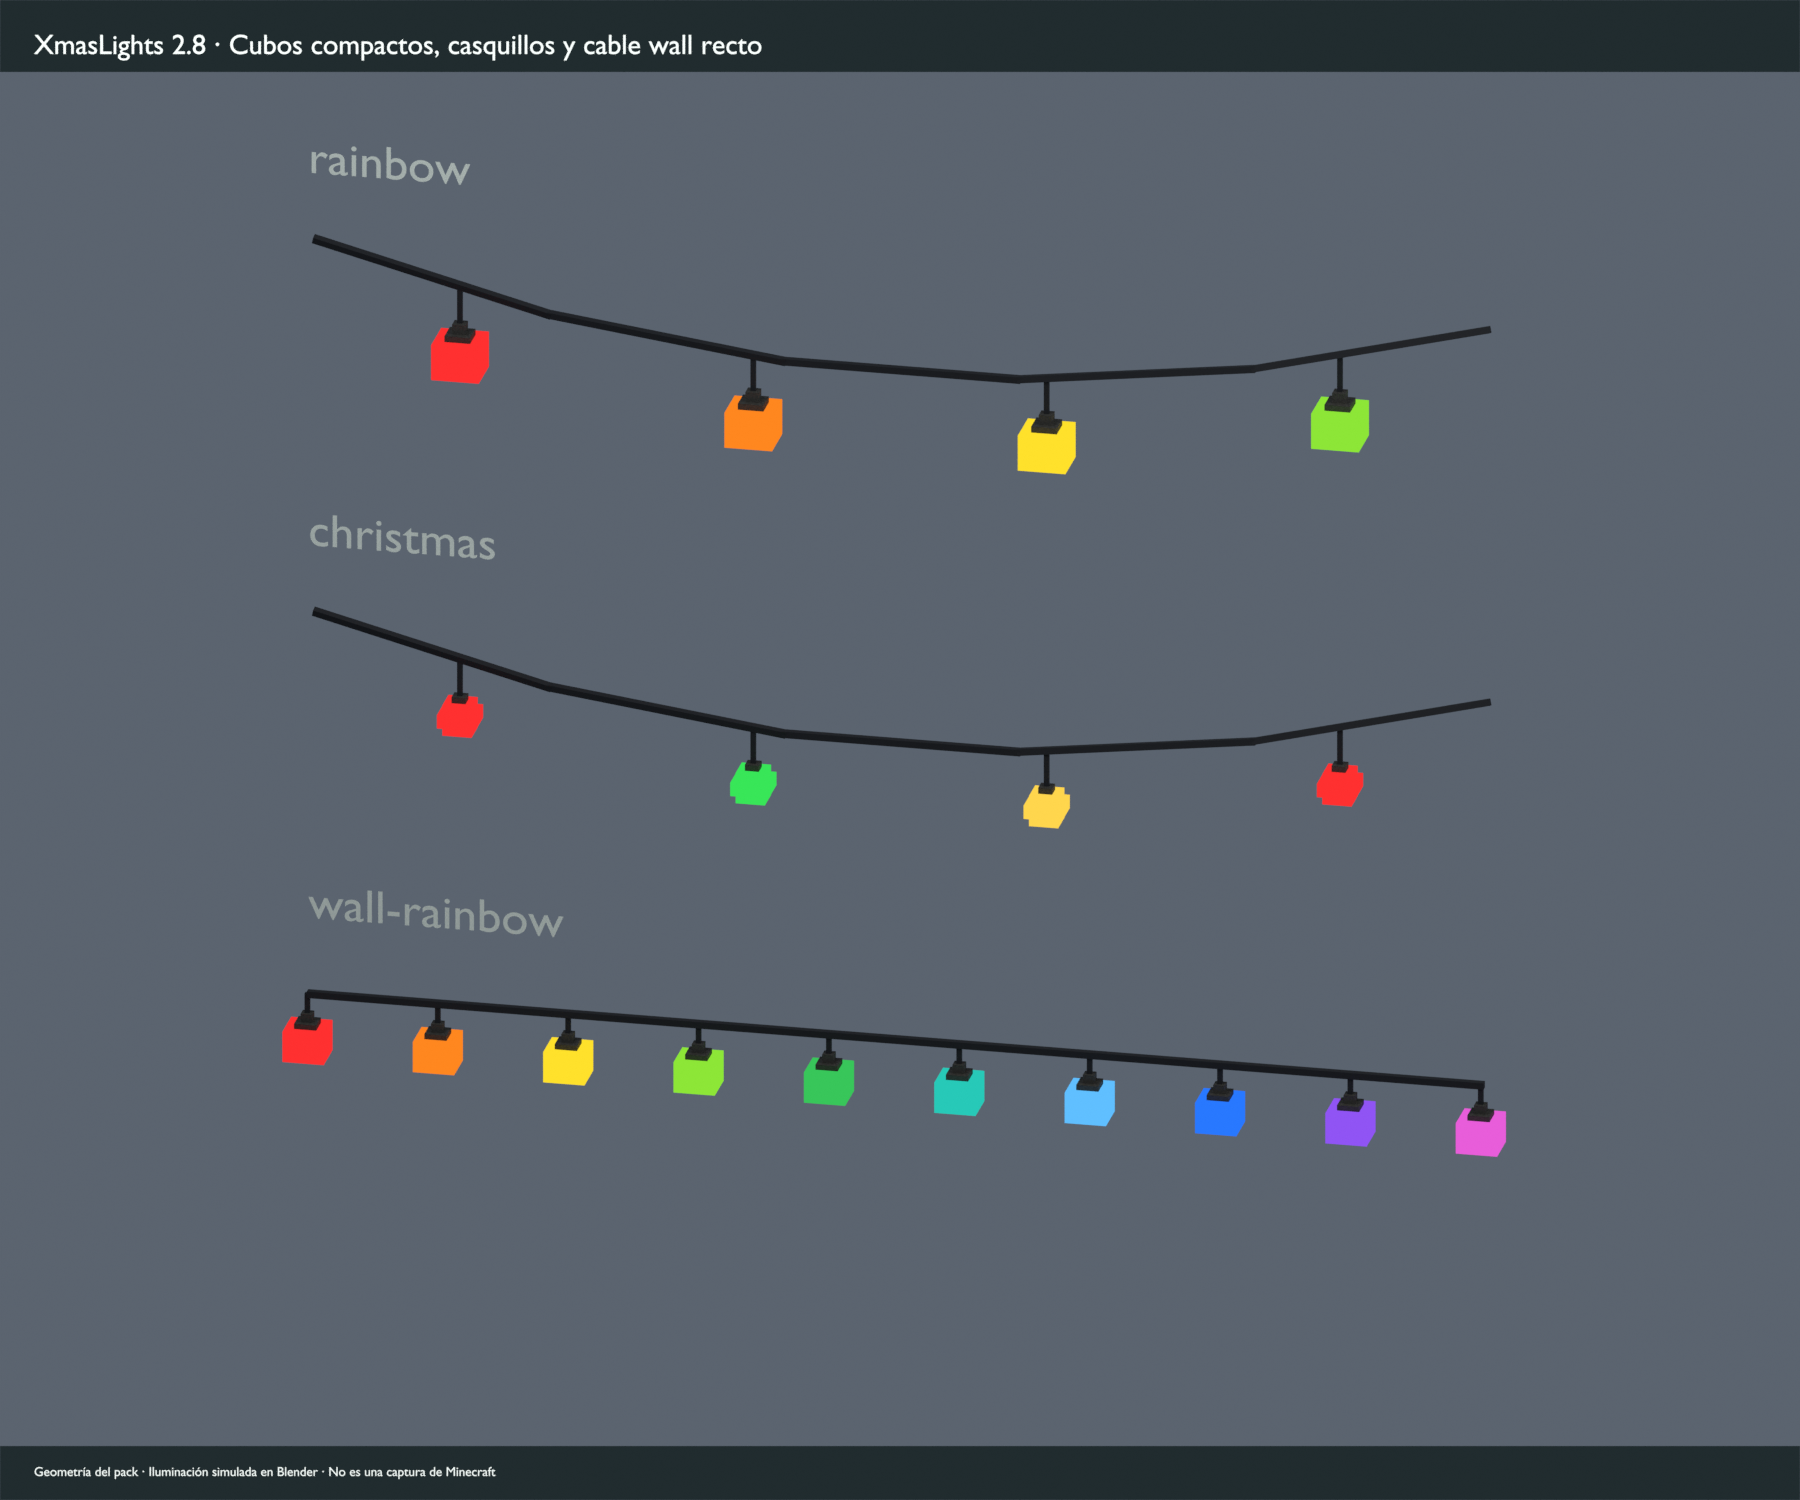 XmasLights 2.8 · Cubos compactos, casquillos y cable wall recto
rainbow
christmas
wall-rainbow
Geometría del pack · Iluminación simulada en Blender · No es una captura de Minecraft